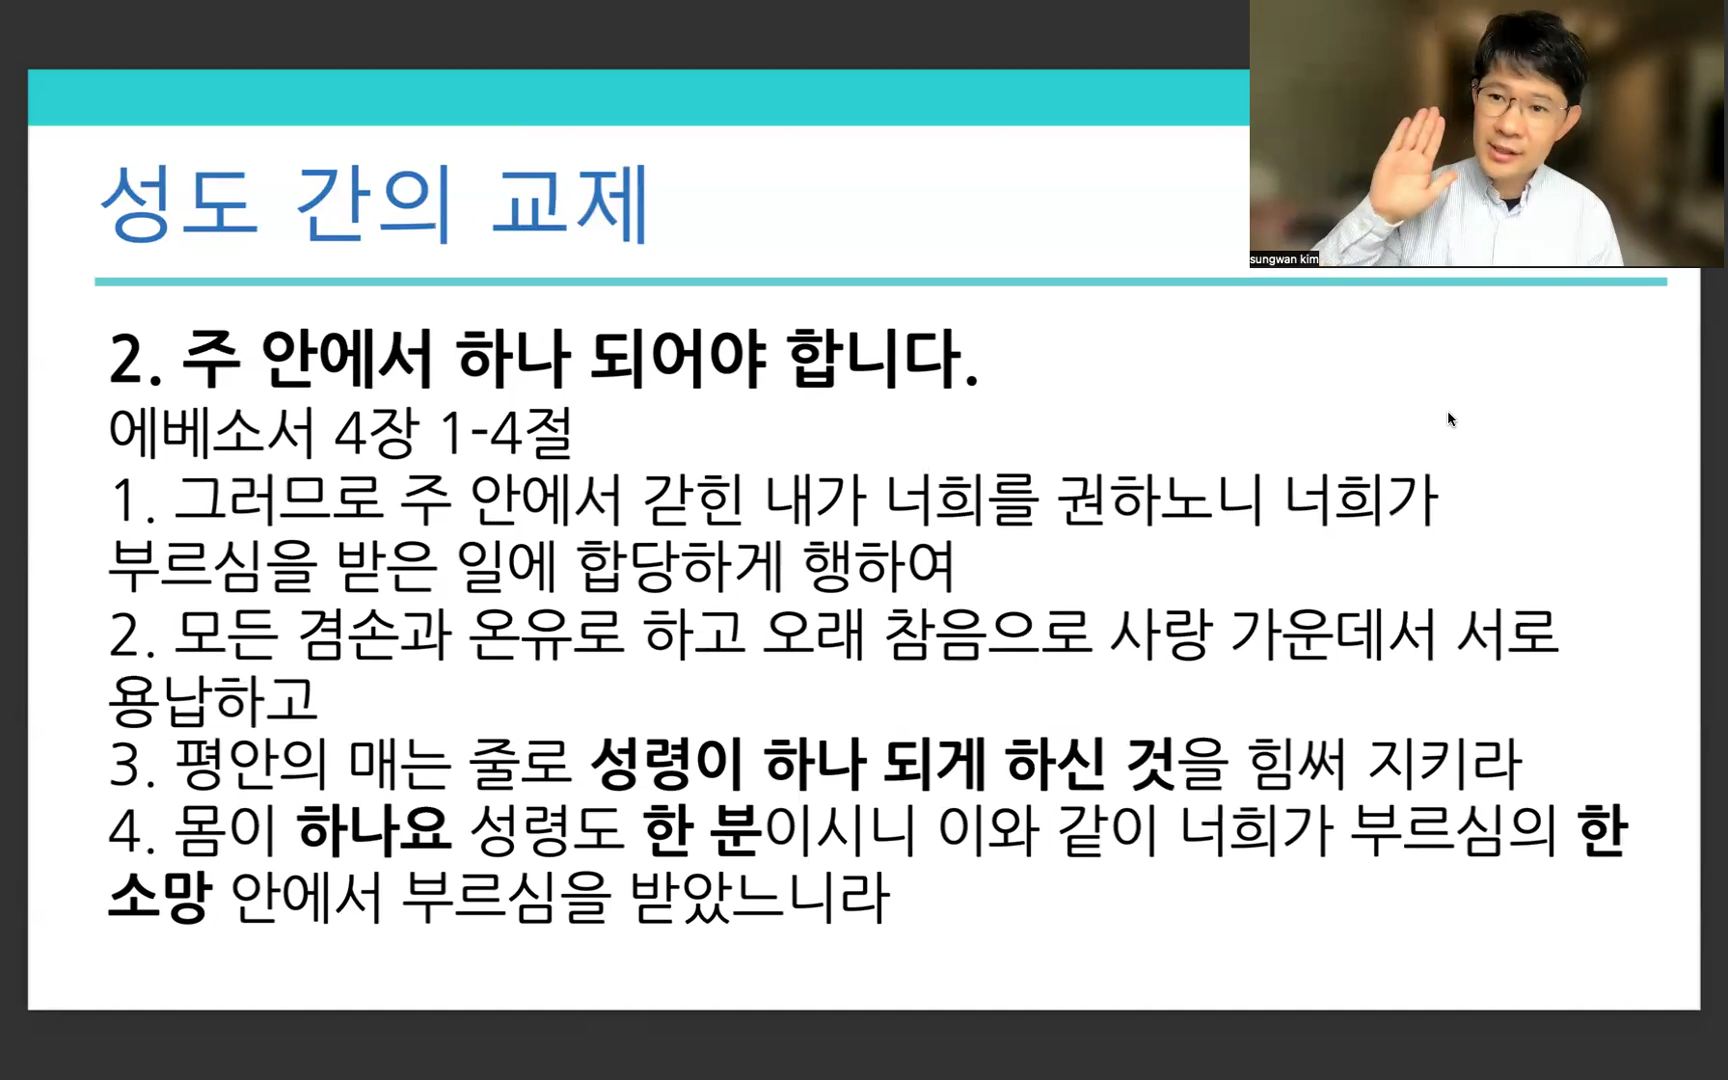 sungwan kim
성도 간의 교제
2. 주 안에서 하나 되어야 합니다.
에베소서 4장 1-4절
1. 그러므로 주 안에서 갇힌 내가 너희를 권하노니 너희가
부르심을 받은 일에 합당하게 행하여
2. 모든 겸손과 온유로 하고 오래 참음으로 사랑 가운데서 서로
용납하고
3. 평안의 매는 줄로 성령이 하나 되게 하신 것을 힘써 지키라
4. 몸이 하나요 성령도 한 분이시니 이와 같이 너희가 부르심의 한
소망 안에서 부르심을 받았느니라